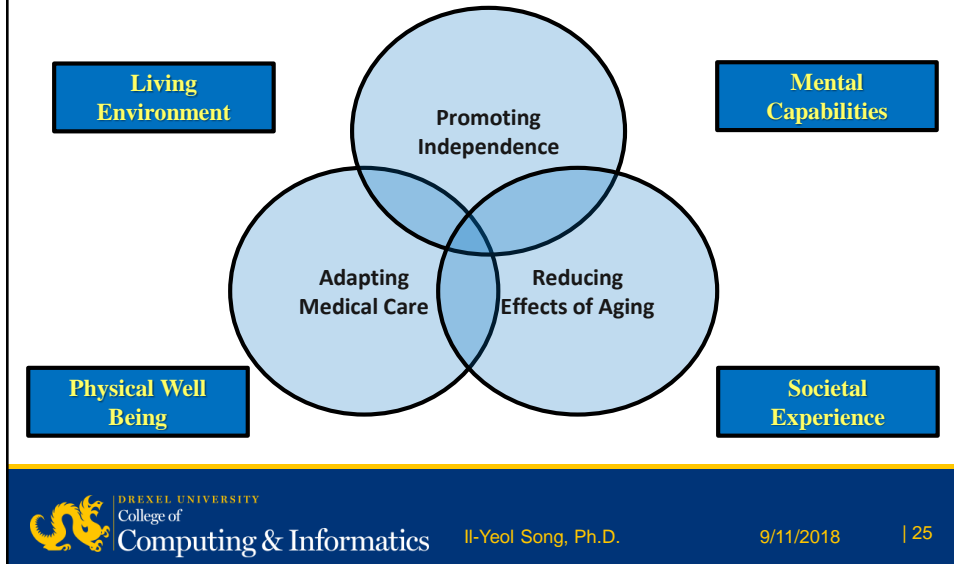 Living
Environment
Mental
Capabilities
Promoting
Independence
Adapting
Medical Care
Reducing
Effects of Aging
Physical Well
Being
Societal
Experience
DREXEL UNIVERSITY
College of
Computing & Informatics
Il-Yeol Song, Ph.D.
9/11/2018
| 25